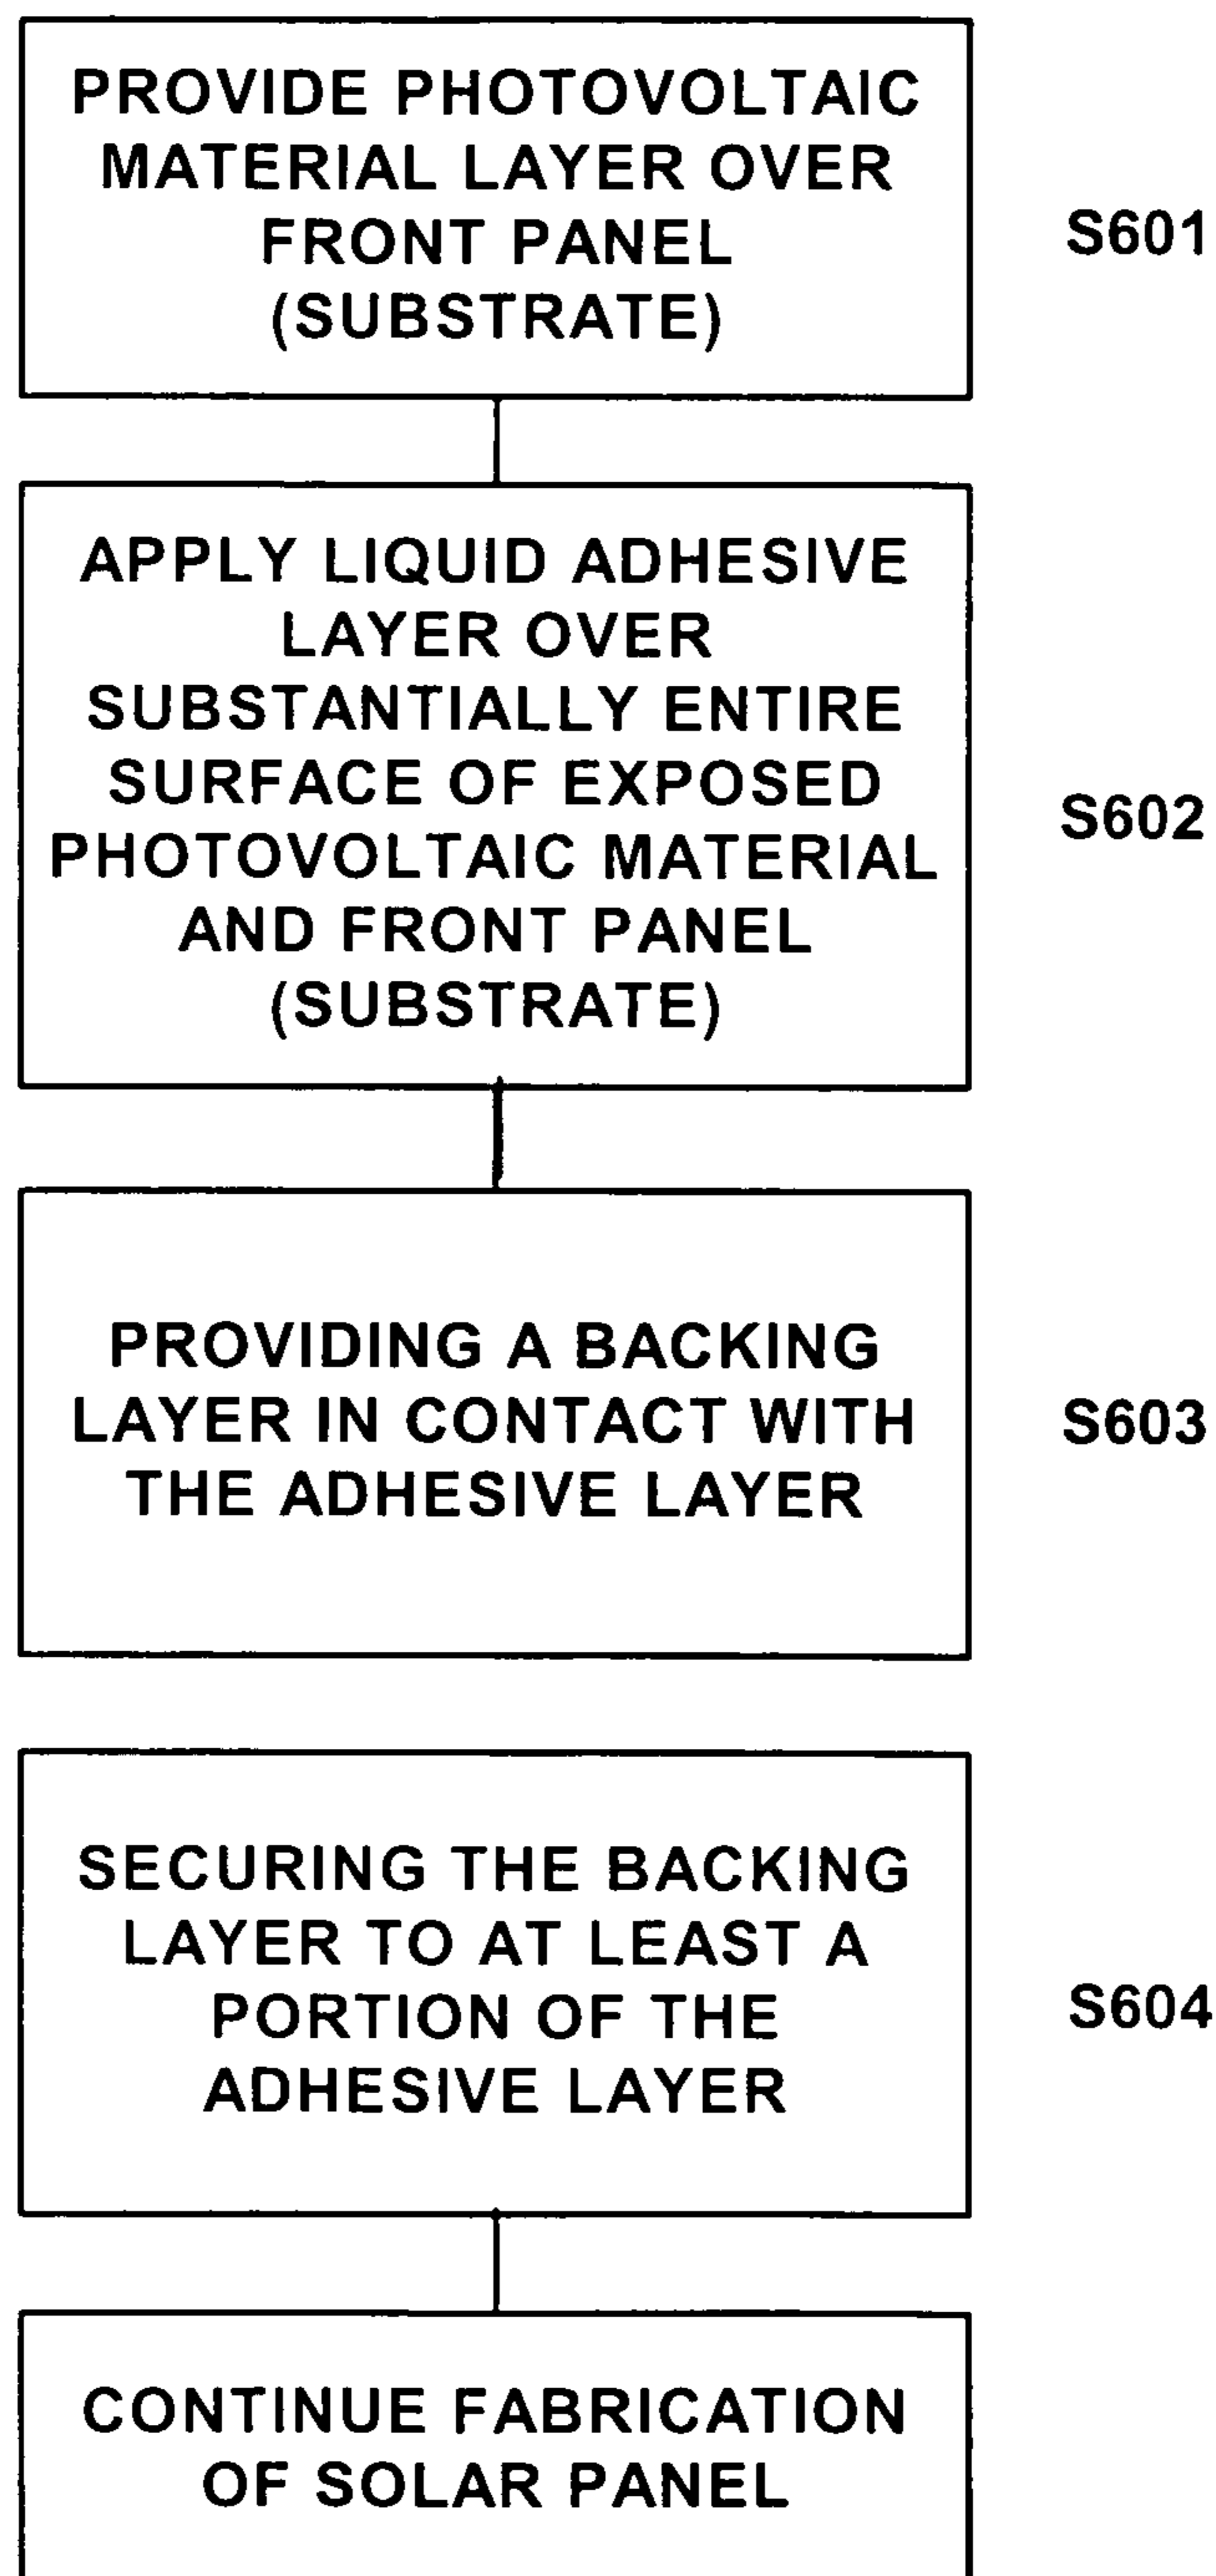 PROVIDE PHOTOVOLTAIC
MATERIAL LAYER OVER
FRONT PANEL
(SUBSTRATE)
S601
APPLY LIQUID ADHESIVE
LAYER OVER
SUBSTANTIALLY ENTIRE
SURFACE OF EXPOSED
PHOTOVOLTAIC MATERIAL
AND FRONT PANEL
(SUBSTRATE)
S602
PROVIDING A BACKING
LAYER IN CONTACT WITH
THE ADHESIVE LAYER
S603
SECURING THE BACKING
LAYER TO AT LEAST A
PORTION OF THE
ADHESIVE LAYER
S604
CONTINUE FABRICATION
OF SOLAR PANEL